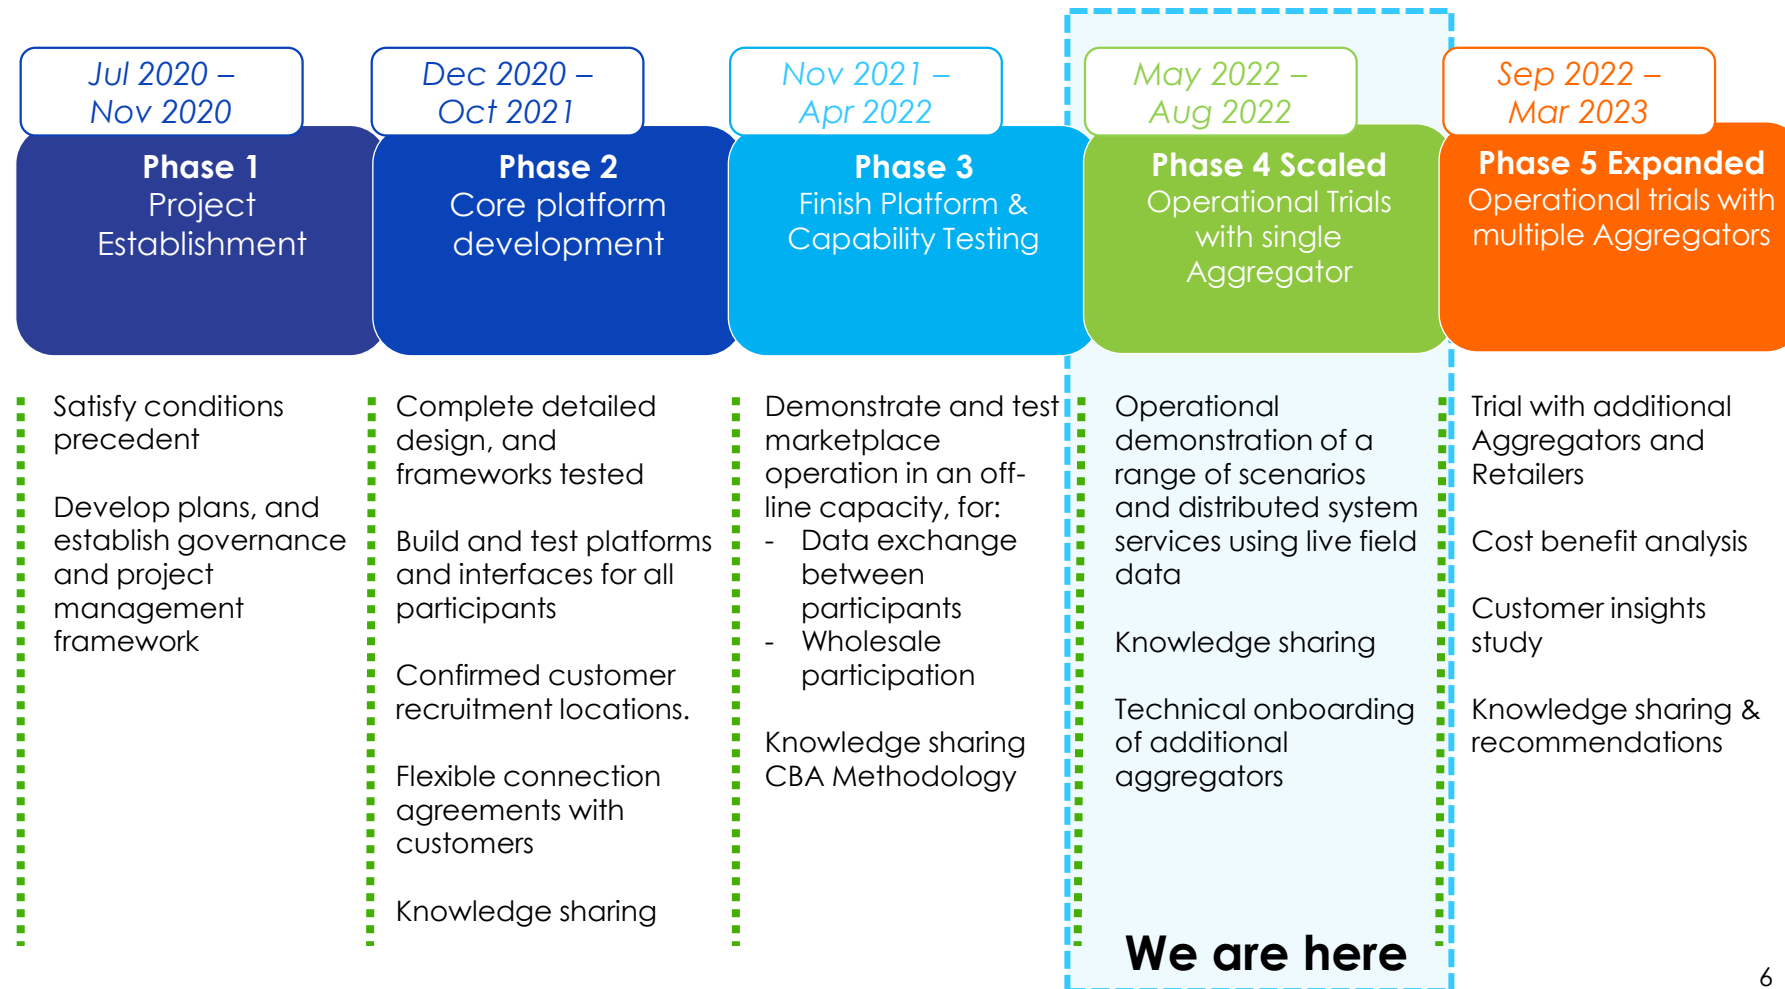 Jul 2020 –
Nov 2020
Phase 1
Project
Establishment
Satisfy conditions
precedent
Develop plans, and
establish governance
and project
management
framework
Dec 2020 –
Oct 2021
Phase 2
Core platform
development
Complete detailed
design, and
frameworks tested
Build and test platforms
and interfaces for all
participants
Confirmed customer
recruitment locations.
Flexible connection
agreements with
customers
Knowledge sharing
Nov 2021 –
Apr 2022
Phase 3
Finish Platform &
Capability Testing
Demonstrate and test
marketplace
operation in an off-
line capacity, for:
- Data exchange
between
participants
- Wholesale
participation
Knowledge sharing
CBA Methodology
May 2022 –
Aug 2022
Phase 4 Scaled
Operational Trials
with single
Aggregator
Operational
demonstration of a
range of scenarios
and distributed system
services using live field
data
Knowledge sharing
Technical onboarding
of additional
aggregators
We are here
Sep 2022 –
Mar 2023
Phase 5 Expanded
Operational trials with
multiple Aggregators
Trial with additional
Aggregators and
Retailers
Cost benefit analysis
Customer insights
study
Knowledge sharing &
recommendations
6